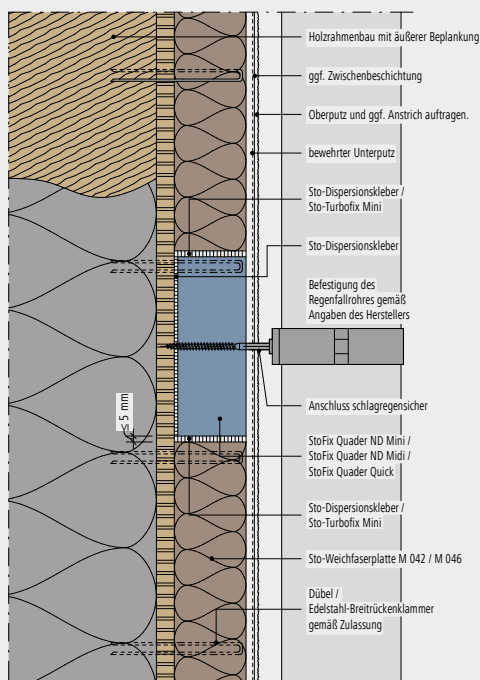 Holzrahmenbau mit äußerer Beplankung
ggf. Zwischenbeschichtung
Oberputz und ggf. Anstrich auftragen.
bewehrter Unterputz
Sto-Dispersionskleber /
Sto-Turbofix Mini
Sto-Dispersionskleber
Befestigung des
Regenfallrohres gemäß
Angaben des Herstellers
≤ 5 mm
Anschluss schlagregensicher
StoFix Quader ND Mini /
StoFix Quader ND Midi /
StoFix Quader Quick
Sto-Dispersionskleber /
Sto-Turbofix Mini
Sto-Weichfaserplatte M 042 / M 046
Dübel /
Edelstahl-Breitrückenklammer
gemäß Zulassung